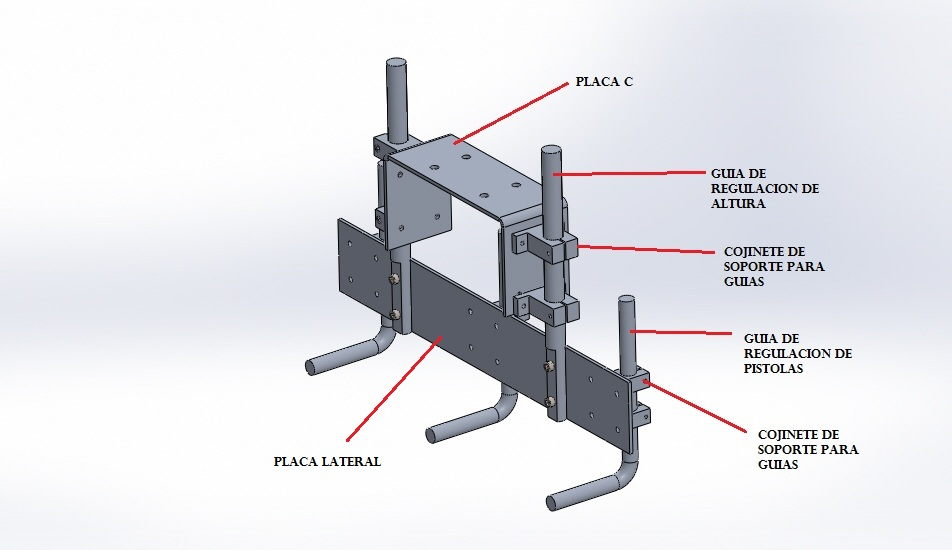 PLACA C
GUIA DE
REGULACION DE
ALTURA
COJINETE DE
SOPORTE PARA
GUIAS
GUIA DE
REGULACION DE
PISTOLAS
COJINETE DE
SOPORTE PARA
GUIAS
PLACA LATERAL